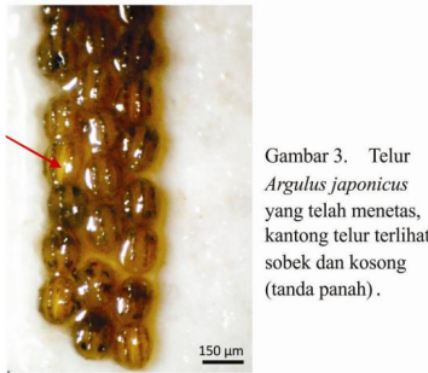 Gambar 3. Telur
Argulus japonicus
yang telah menetas,
kantong telur terlihat
sobek dan kosong
(tanda panah).
150 µm